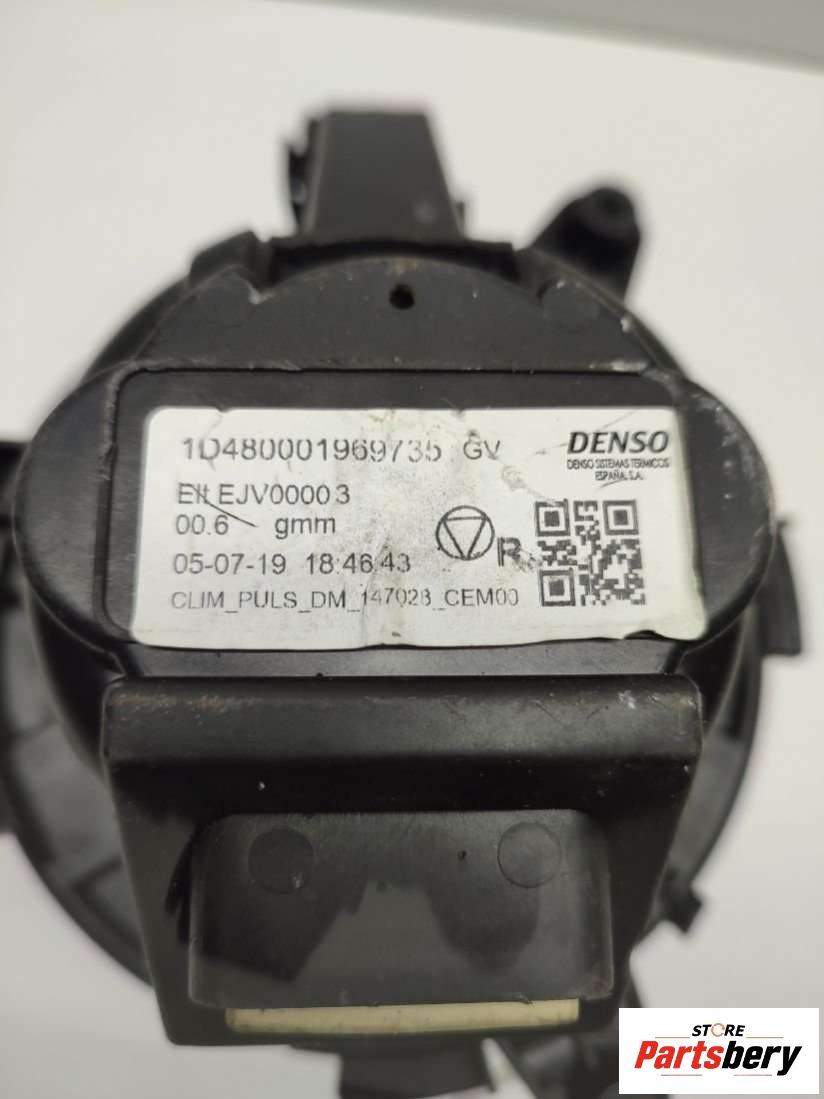 1D480001969735 GV
DENSO
DENSO SISTEMAS TERMICOS
ESPAÑA, S.A.
Elt EJV00003
00.6 gmm
R
05-07-19 18:46:43
CLIM_PULS_DM_147028_CEM00
STORE
Partsbery